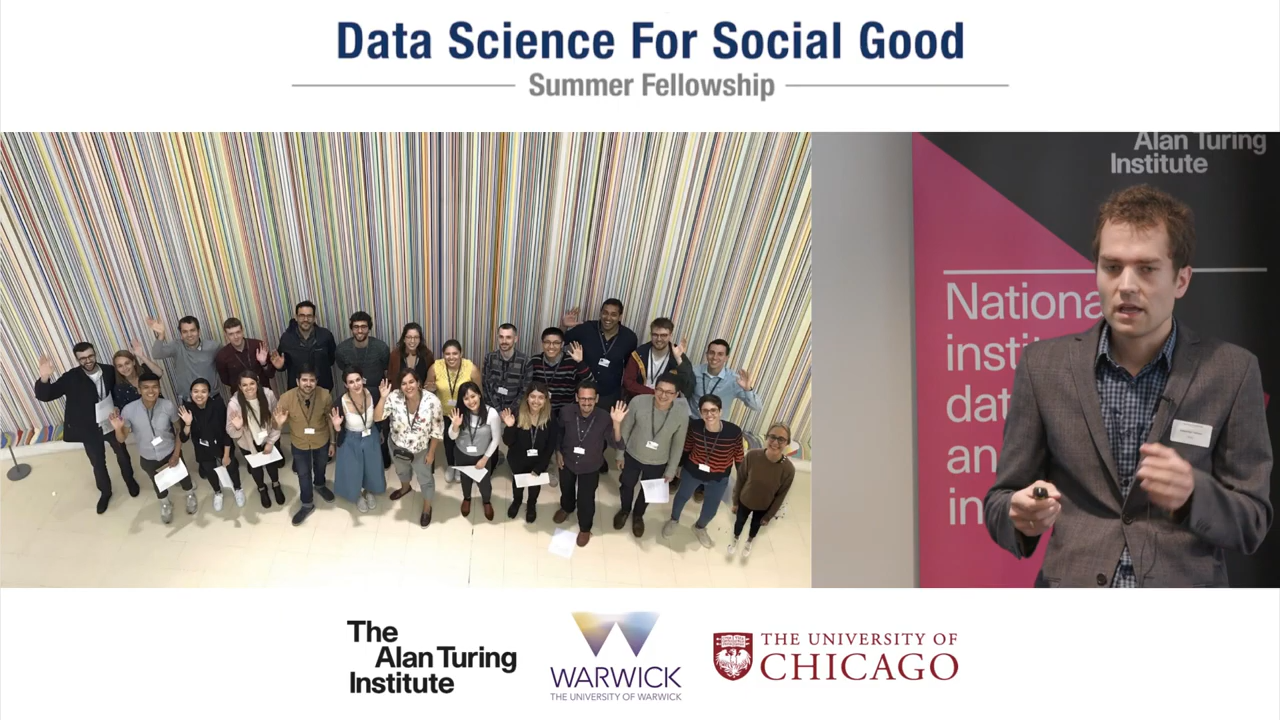 Data Science For Social Good
Summer Fellowship
Alan Turing
Institute
Nationa
insti
dat
an
in
The
Alan Turing
Institute
WARWICK
THE UNIVERSITY OF WARWICK
THE UNIVERSITY OF
CHICAGO